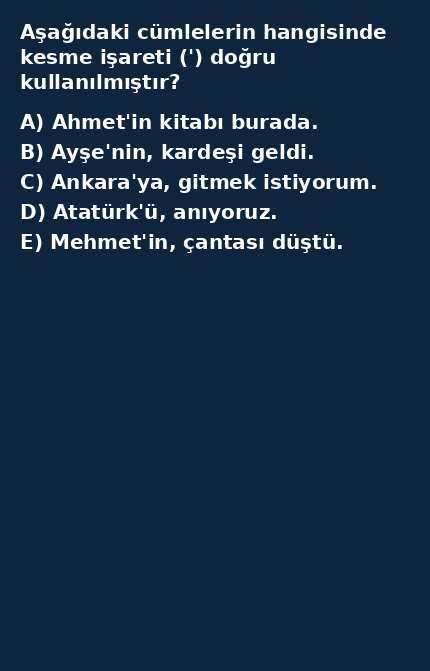 Aşağıdaki cümlelerin hangisinde
kesme işareti (') doğru
kullanılmıştır?
A) Ahmet'in kitabı burada.
B) Ayşe'nin, kardeşi geldi.
C) Ankara'ya, gitmek istiyorum.
D) Atatürk'ü, anıyoruz.
E) Mehmet'in, çantası düştü.